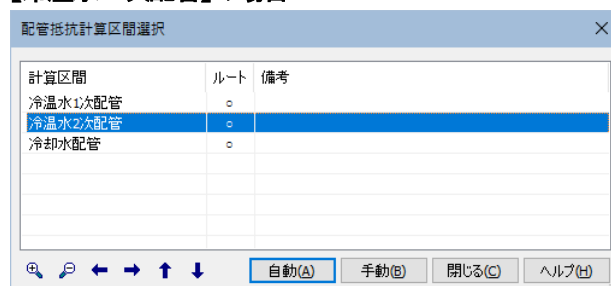 配管抵抗計算区間選択
計算区間 ルート 備考
冷温水1次配管 ○
冷温水2次配管 ○
冷却水配管 ○
自動(A) 手動(B) 閉じる(C) ヘルプ(H)